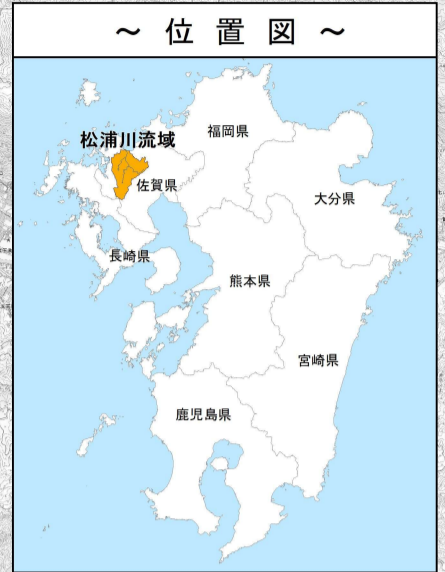 ～ 位 置 図 ～
松浦川流域
福岡県
佐賀県
大分県
長崎県
熊本県
宮崎県
鹿児島県